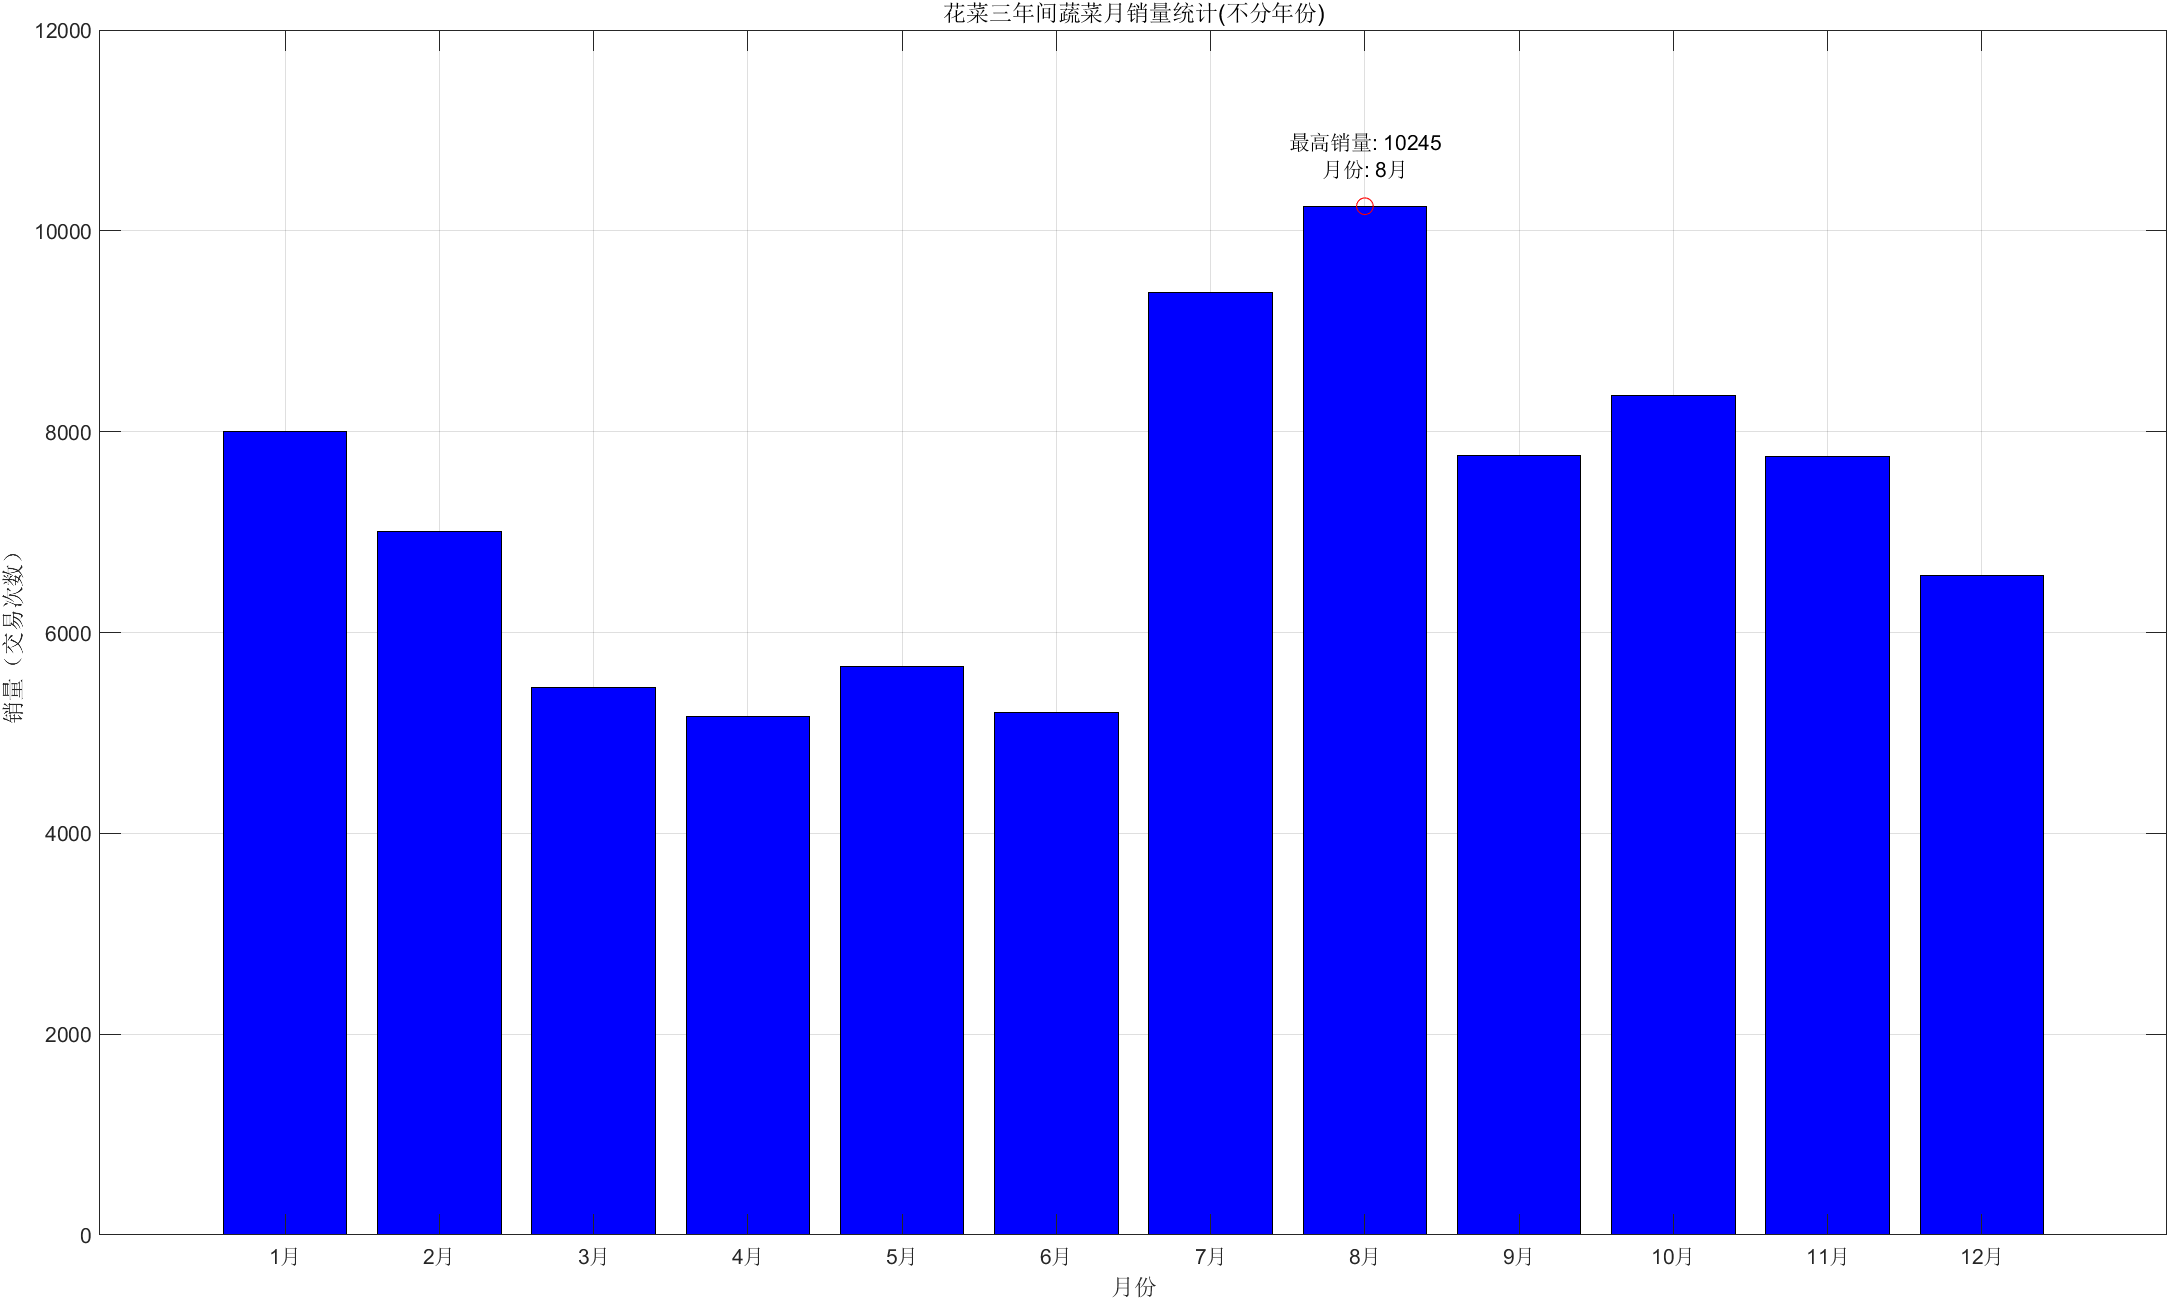 花菜三年间蔬菜月销量统计(不分年份)
12000
10000
8000
6000
4000
2000
0
销量（交易次数）
最高销量: 10245
月份: 8月
1月 2月 3月 4月 5月 6月 7月 8月 9月 10月 11月 12月
月份